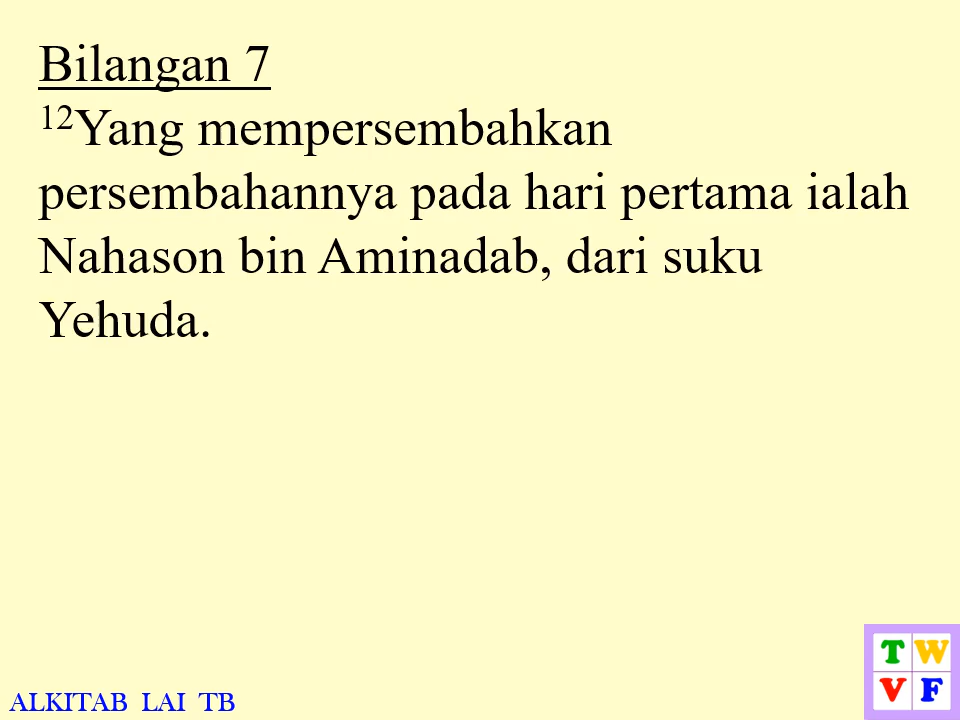 Bilangan 7
12Yang mempersembahkan
persembahannya pada hari pertama ialah
Nahason bin Aminadab, dari suku
Yehuda.
T W
V F
ALKITAB LAI TB